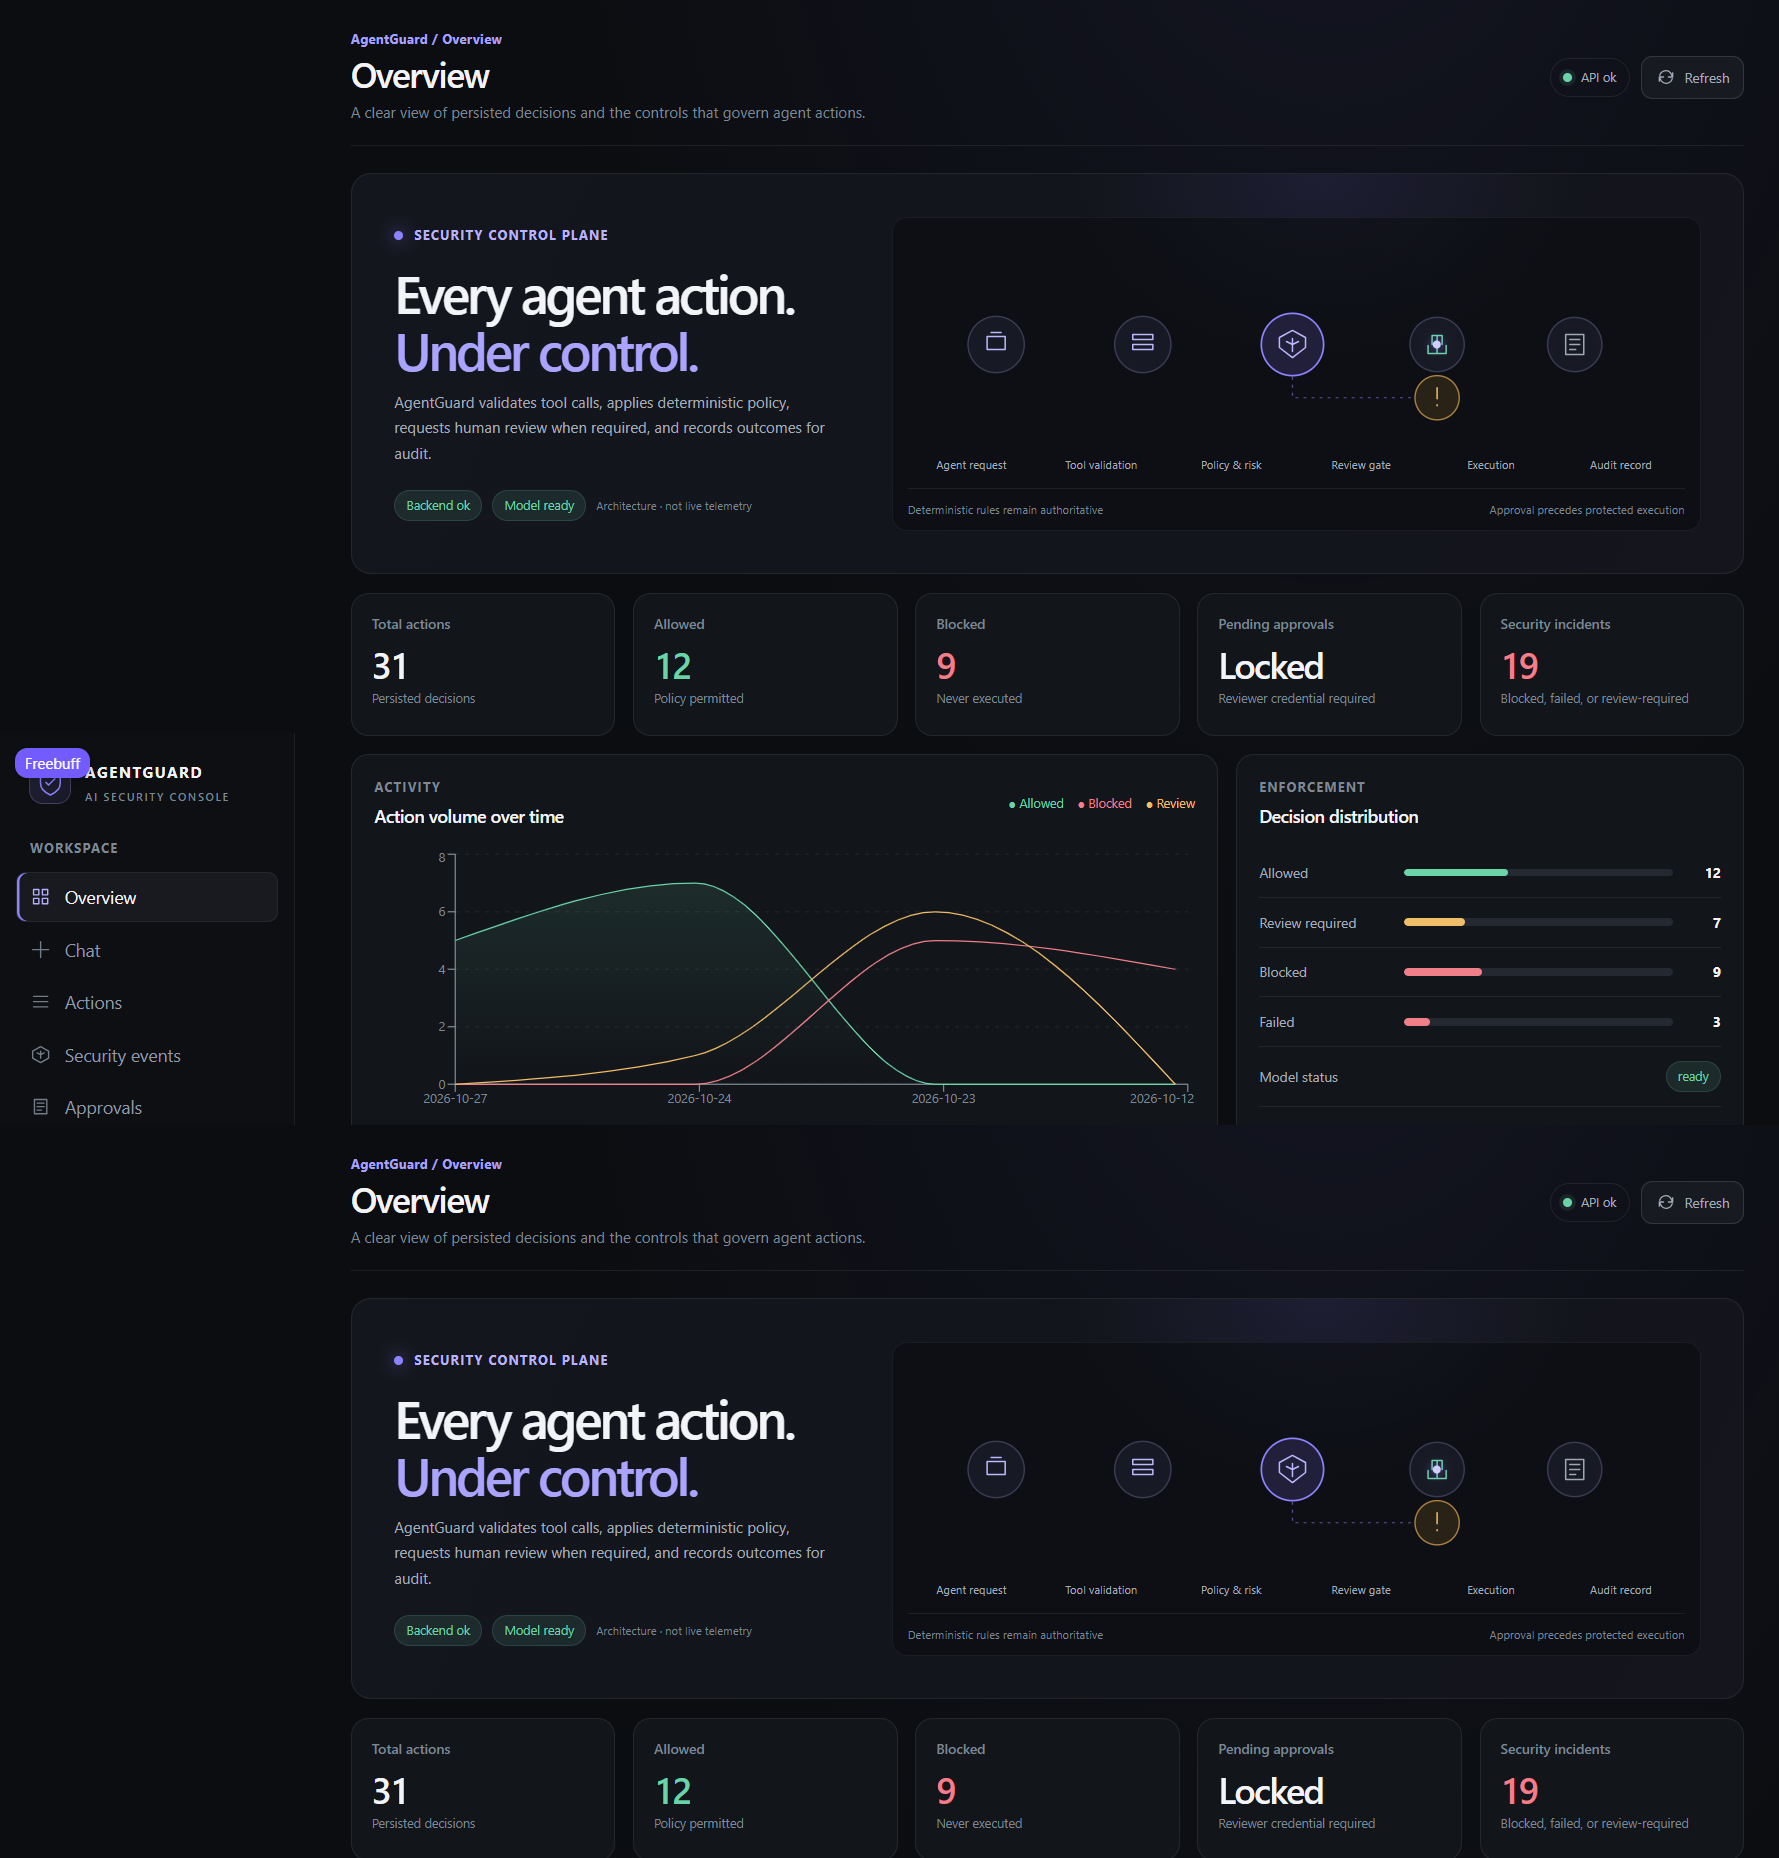 AgentGuard / Overview
Overview
A clear view of persisted decisions and the controls that govern agent actions.
API ok
Refresh
SECURITY CONTROL PLANE
Every agent action.
Under control.
AgentGuard validates tool calls, applies deterministic policy,
requests human review when required, and records outcomes for
audit.
Backend ok
Model ready
Architecture · not live telemetry
Agent request
Tool validation
Policy & risk
Review gate
Execution
Audit record
Deterministic rules remain authoritative
Approval precedes protected execution
Total actions
31
Persisted decisions
Allowed
12
Policy permitted
Blocked
9
Never executed
Pending approvals
Locked
Reviewer credential required
Security incidents
19
Blocked, failed, or review-required
Freebuff
AGENTGUARD
AI SECURITY CONSOLE
WORKSPACE
Overview
Chat
Actions
Security events
Approvals
ACTIVITY
Action volume over time
Allowed
Blocked
Review
8
6
4
2
0
2026-10-27
2026-10-24
2026-10-23
2026-10-12
ENFORCEMENT
Decision distribution
Allowed
12
Review required
7
Blocked
9
Failed
3
Model status
ready
AgentGuard / Overview
Overview
A clear view of persisted decisions and the controls that govern agent actions.
API ok
Refresh
SECURITY CONTROL PLANE
Every agent action.
Under control.
AgentGuard validates tool calls, applies deterministic policy,
requests human review when required, and records outcomes for
audit.
Backend ok
Model ready
Architecture · not live telemetry
Agent request
Tool validation
Policy & risk
Review gate
Execution
Audit record
Deterministic rules remain authoritative
Approval precedes protected execution
Total actions
31
Persisted decisions
Allowed
12
Policy permitted
Blocked
9
Never executed
Pending approvals
Locked
Reviewer credential required
Security incidents
19
Blocked, failed, or review-required